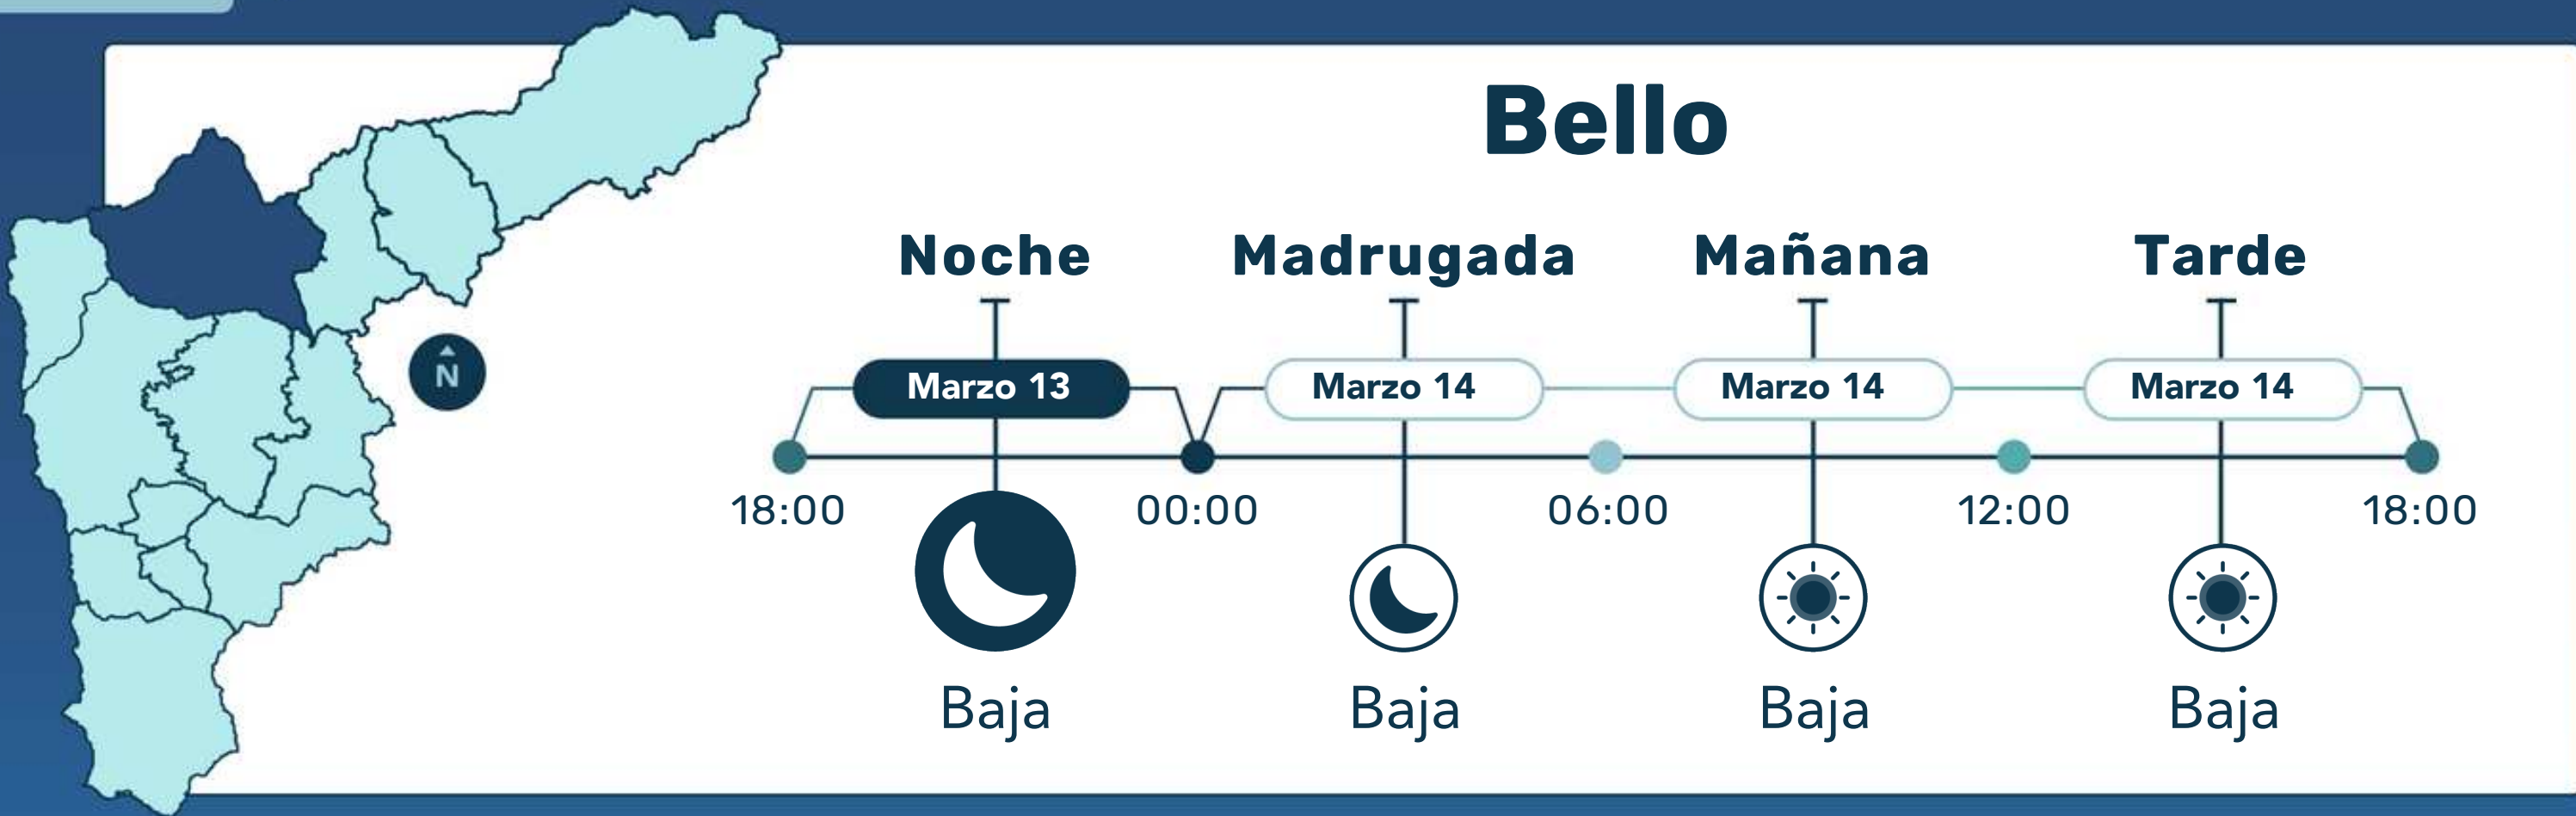 Bello
Noche
Madrugada
Mañana
Tarde
Marzo 13
Marzo 14
Marzo 14
Marzo 14
18:00
00:00
06:00
12:00
18:00
N
Baja
Baja
Baja
Baja